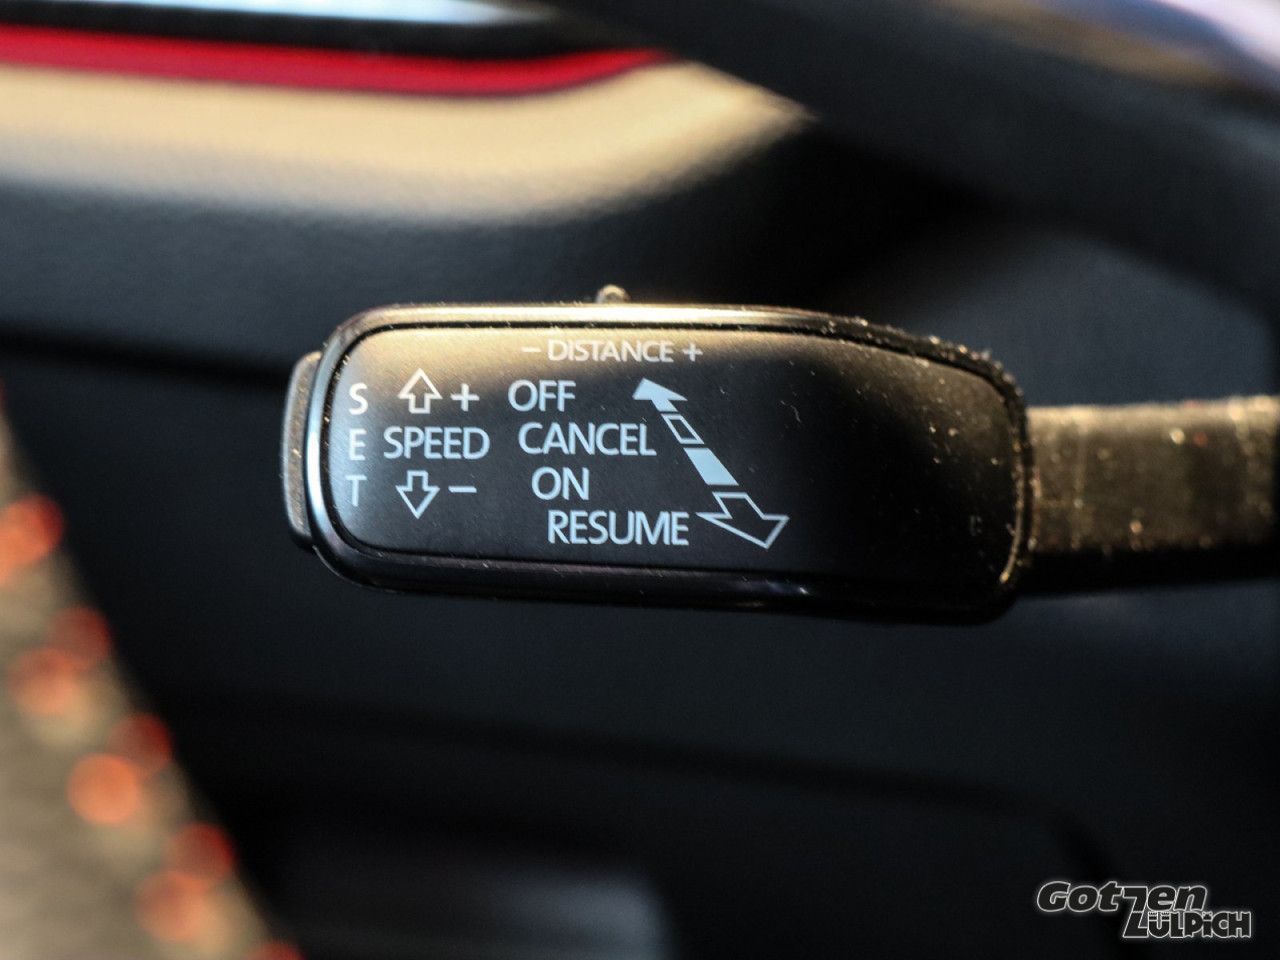 − DISTANCE +
S + OFF
E SPEED CANCEL
T − ON
RESUME
Gotzen
ZÜLPiCH